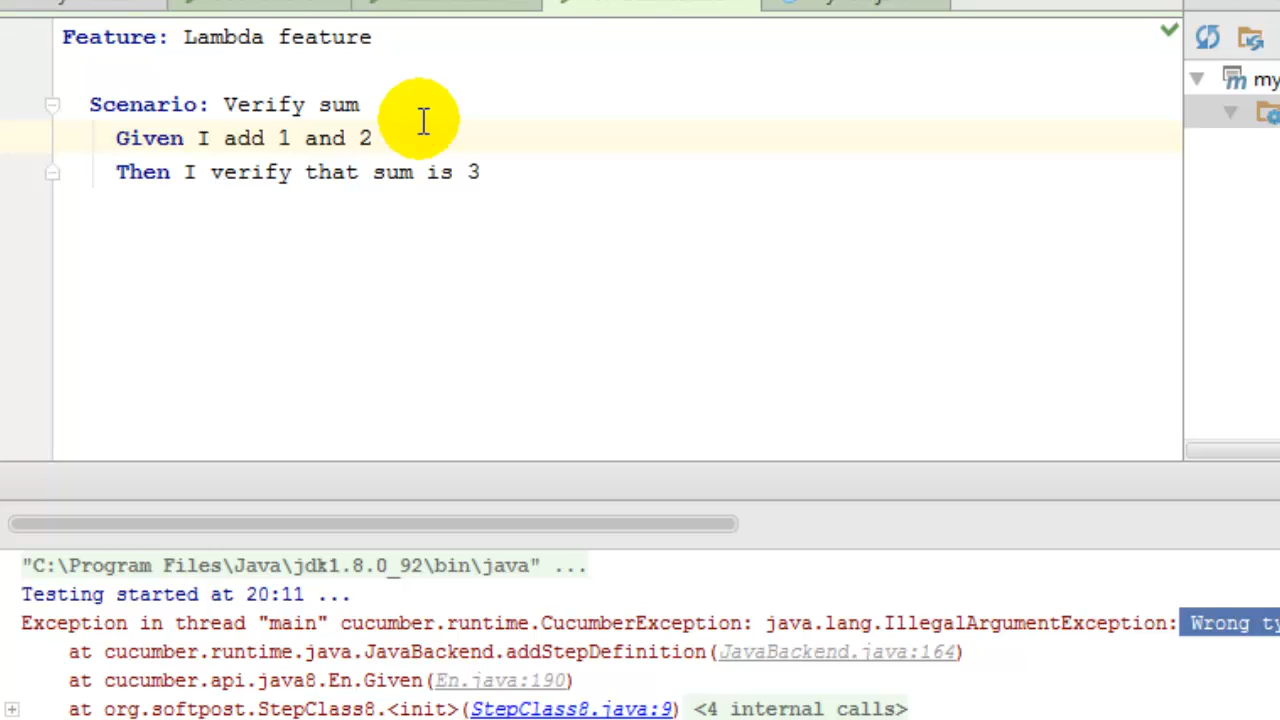 Feature: Lambda feature
my
Scenario: Verify sum
Given I add 1 and 2
Then I verify that sum is 3
"C:\Program Files\Java\jdk1.8.0_92\bin\java" ...
Testing started at 20:11 ...
Exception in thread "main" cucumber.runtime.CucumberException: java.lang.IllegalArgumentException: Wrong ty
at cucumber.runtime.java.JavaBackend.addStepDefinition(JavaBackend.java:164)
at cucumber.api.java8.En.Given(En.java:190)
at org.softpost.StepClass8.<init>(StepClass8.java:9) <4 internal calls>